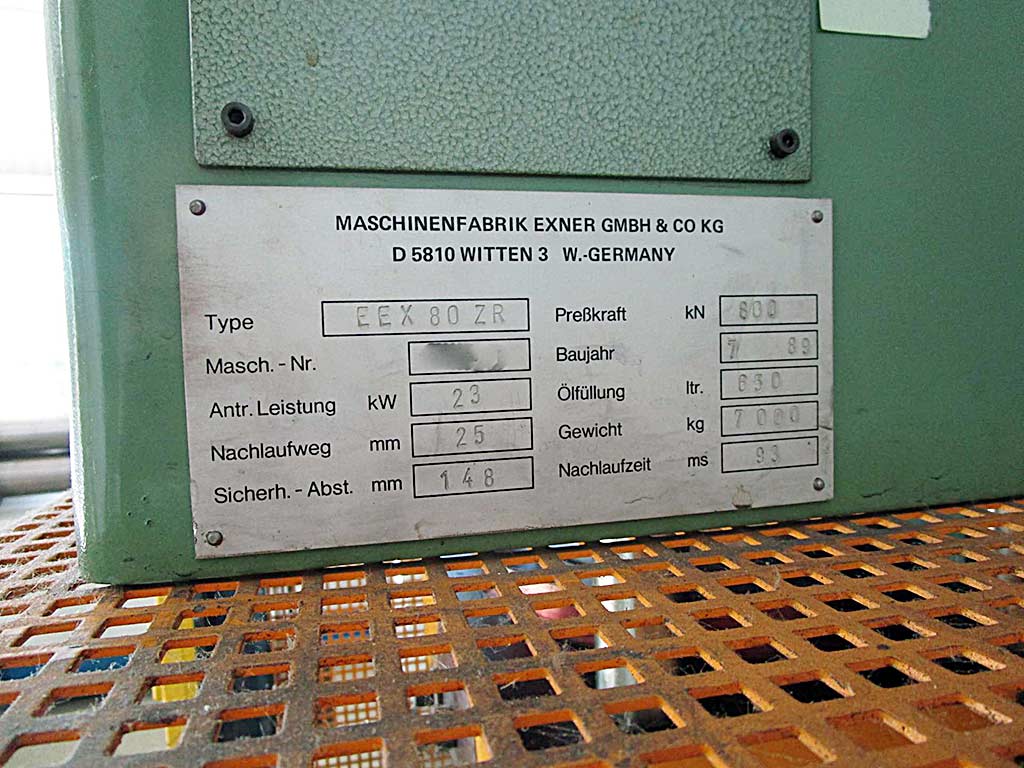 MASCHINENFABRIK EXNER GMBH & CO KG
D 5810 WITTEN 3 W.-GERMANY
Type EEX 80 ZR
Masch.-Nr.
Antr. Leistung kW 23
Nachlaufweg mm 25
Sicherh.-Abst. mm 148
Preßkraft kN 800
Baujahr 7 89
Ölfüllung ltr. 630
Gewicht kg 7000
Nachlaufzeit ms 93